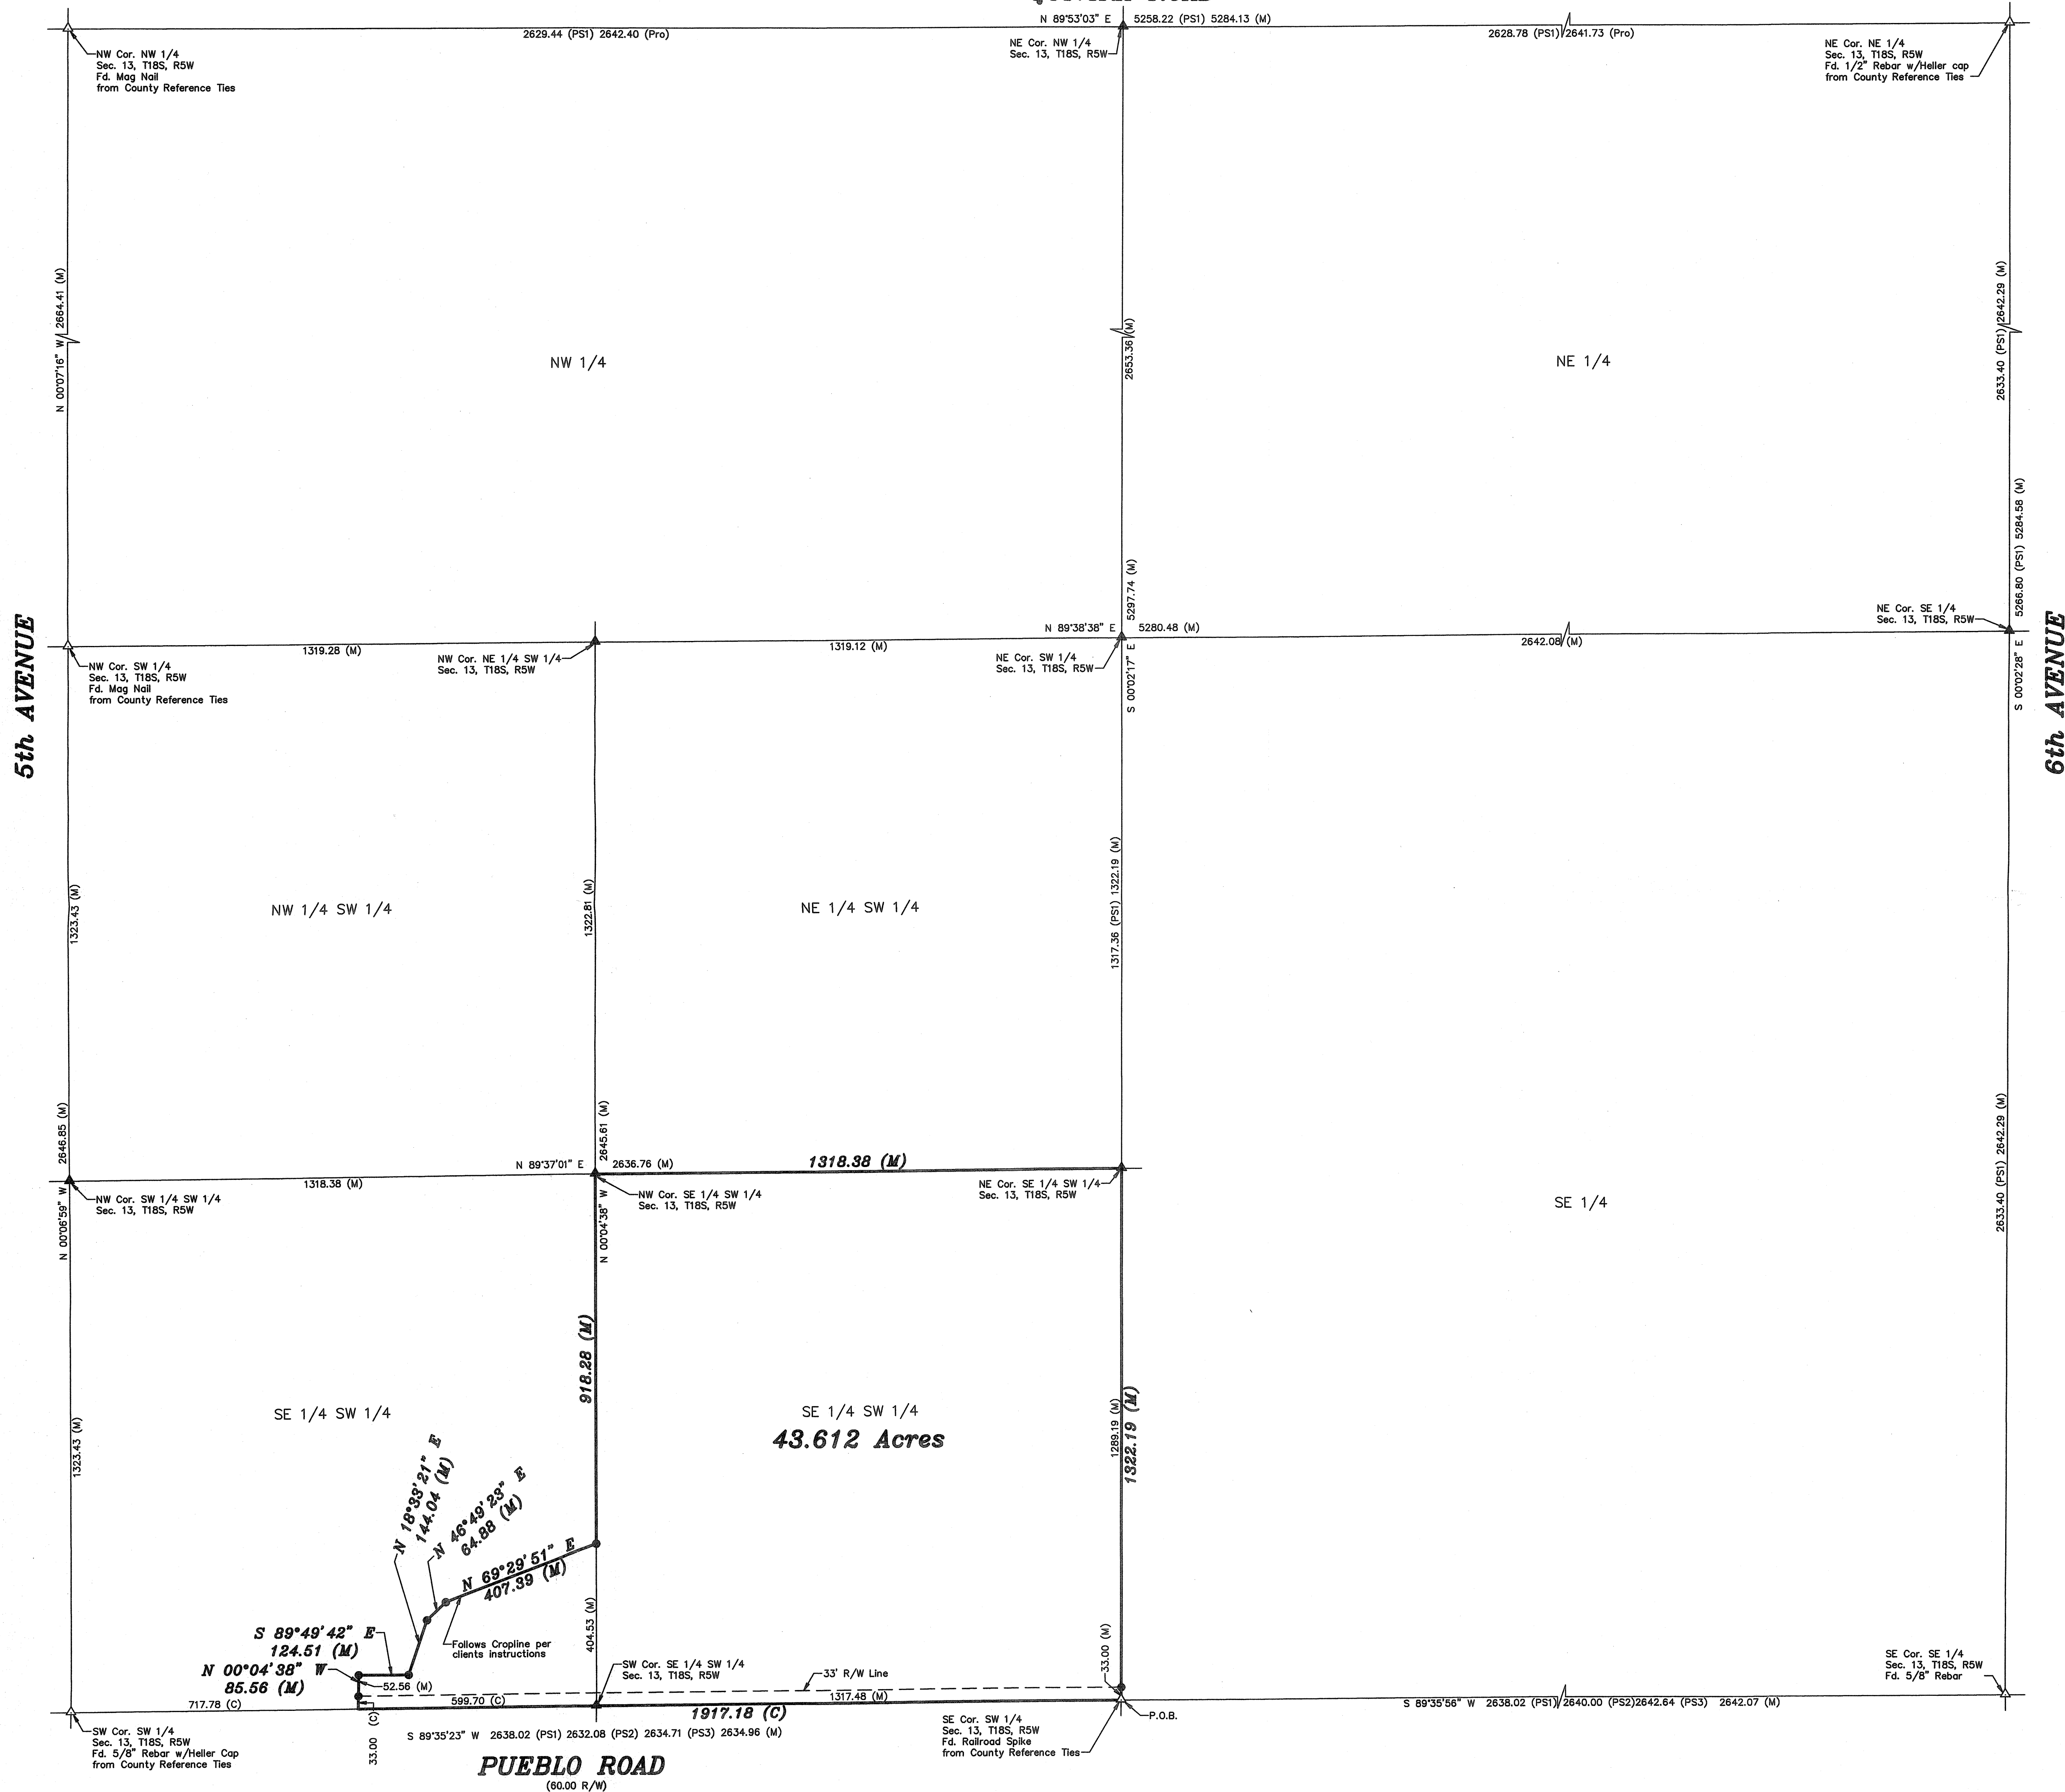 N 89°53'03" E
5258.22 (PS1) 5284.13 (M)
2629.44 (PS1) 2642.40 (Pro)
2628.78 (PS1) 2641.73 (Pro)
NW Cor. NW 1/4
Sec. 13, T18S, R5W
Fd. Mag Nail
from County Reference Ties
NE Cor. NW 1/4
Sec. 13, T18S, R5W
NE Cor. NE 1/4
Sec. 13, T18S, R5W
Fd. 1/2" Rebar w/Heller cap
from County Reference Ties
N 00°07'16" W 2664.41 (M)
2653.36 (M)
2633.40 (PS1) 2642.29 (M)
NW 1/4
NE 1/4
5th AVENUE
6th AVENUE
5297.74 (M)
S 00°02'17" E
S 00°02'28" E 5266.80 (PS1) 5284.58 (M)
NE Cor. SE 1/4
Sec. 13, T18S, R5W
N 89°38'38" E
5280.48 (M)
1319.28 (M)
1319.12 (M)
2642.08 (M)
NW Cor. SW 1/4
Sec. 13, T18S, R5W
Fd. Mag Nail
from County Reference Ties
NW Cor. NE 1/4 SW 1/4
Sec. 13, T18S, R5W
NE Cor. SW 1/4
Sec. 13, T18S, R5W
1323.43 (M)
1322.81 (M)
1317.36 (PS1) 1322.19 (M)
NW 1/4 SW 1/4
NE 1/4 SW 1/4
2646.85 (M)
N 00°06'59" W
2645.61 (M)
N 00°04'38" W
2633.40 (PS1) 2642.29 (M)
N 89°37'01" E
2636.76 (M)
1318.38 (M)
1318.38 (M)
NW Cor. SW 1/4 SW 1/4
Sec. 13, T18S, R5W
NW Cor. SE 1/4 SW 1/4
Sec. 13, T18S, R5W
NE Cor. SE 1/4 SW 1/4
Sec. 13, T18S, R5W
SE 1/4
918.28 (M)
1323.43 (M)
1289.19 (M)
1322.19 (M)
SE 1/4 SW 1/4
SE 1/4 SW 1/4
43.612 Acres
N 18°33'21" E
144.04 (M)
N 46°49'23" E
64.88 (M)
N 69°29'51" E
407.39 (M)
404.53 (M)
Follows Cropline per
clients instructions
S 89°49'42" E
124.51 (M)
N 00°04'38" W
85.56 (M)
52.56 (M)
SW Cor. SE 1/4 SW 1/4
Sec. 13, T18S, R5W
33' R/W Line
33.00 (M)
SE Cor. SE 1/4
Sec. 13, T18S, R5W
Fd. 5/8" Rebar
717.78 (C)
599.70 (C)
1317.48 (M)
1917.18 (C)
33.00 (C)
S 89°35'23" W 2638.02 (PS1) 2632.08 (PS2) 2634.71 (PS3) 2634.96 (M)
S 89°35'56" W 2638.02 (PS1) 2640.00 (PS2)2642.64 (PS3) 2642.07 (M)
P.O.B.
SW Cor. SW 1/4
Sec. 13, T18S, R5W
Fd. 5/8" Rebar w/Heller Cap
from County Reference Ties
SE Cor. SW 1/4
Sec. 13, T18S, R5W
Fd. Railroad Spike
from County Reference Ties
PUEBLO ROAD
(60.00 R/W)